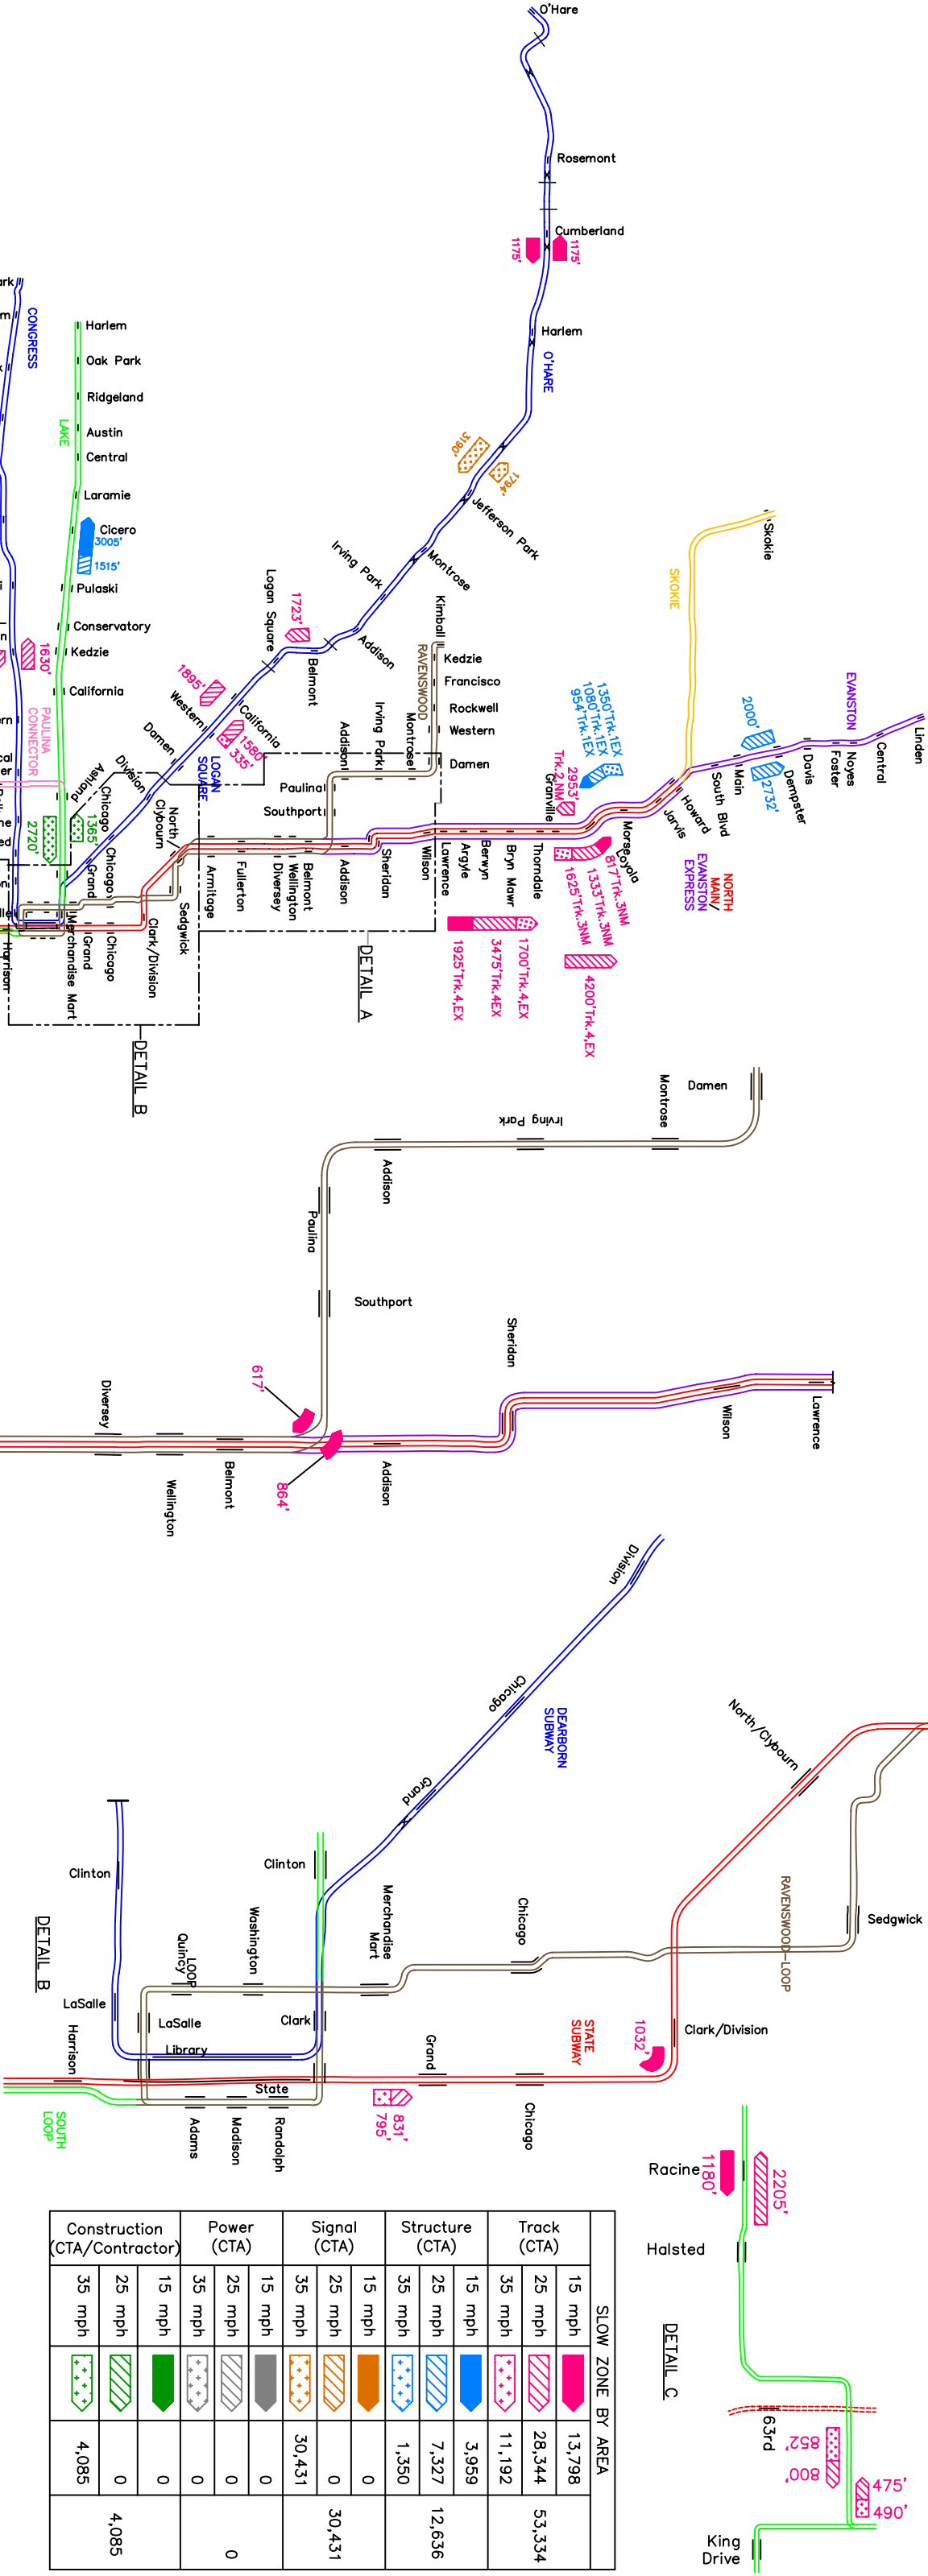 O'Hare
Rosemont
Cumberland
1175'
1175'
Harlem
O'HARE
CONGRESS
Harlem
Oak Park
Ridgeland
Austin
Central
LAKE
Laramie
Cicero
3005'
1515'
Pulaski
Conservatory
Kedzie
California
1630'
PAULINA
CONNECTOR
Ashland
1365'
2720'
3190'
1794'
Jefferson Park
Montrose
Irving Park
Addison
Logan Square
1723'
Belmont
1895'
Western
California
1580'
335'
Damen
LOGAN
SQUARE
Division
Chicago
Grand
Kimball
RAVENSWOOD
Kedzie
Francisco
Rockwell
Western
Damen
Montrose
Irving Park
Addison
Paulina
Southport
Skokie
SKOKIE
EVANSTON
Linden
Central
Noyes
Foster
Davis
Dempster
2000'
2732'
Main
South Blvd
Howard
Jarvis
NORTH
MAIN/
EVANSTON
EXPRESS
1350'Trk.1EX
1080'Trk.1EX
954'Trk.1EX
2953'
Trk.2,NM
Morse
Loyola
Granville
817'Trk.3NM
1333'Trk.3NM
1625'Trk.3NM
4200'Trk.4,EX
Thorndale
Bryn Mawr
Berwyn
Argyle
Lawrence
Wilson
1700'Trk.4,EX
3475'Trk.4EX
1925'Trk.4,EX
Sheridan
Addison
Belmont
Wellington
Diversey
Fullerton
Armitage
North
Clybourn
Sedgwick
Clark/Division
Chicago
Chicago
Grand
Merchandise Mart
Harrison
DETAIL A
DETAIL B
Damen
Montrose
Irving Park
Addison
Paulina
Southport
617'
864'
Sheridan
Lawrence
Wilson
Addison
Belmont
Wellington
Diversey
Division
Chicago
DEARBORN
SUBWAY
Grand
Clinton
Clinton
North/Clybourn
Sedgwick
RAVENSWOOD-LOOP
Chicago
Merchandise
Mart
Washington
LOOP
Quincy
DETAIL B
LaSalle
LaSalle
Clark
Library
State
Harrison
SOUTH
LOOP
Adams
Madison
Randolph
831'
795'
Grand
Chicago
STATE
SUBWAY
1032'
Clark/Division
Racine
2205'
1180'
Halsted
DETAIL C
63rd
852'
800'
475'
490'
King
Drive
SLOW ZONE BY AREA
Track
(CTA)
15 mph 13,798
25 mph 28,344
35 mph 11,192
53,334
Structure
(CTA)
15 mph 3,959
25 mph 7,327
35 mph 1,350
12,636
Signal
(CTA)
15 mph 0
25 mph 0
35 mph 30,431
30,431
Power
(CTA)
15 mph 0
25 mph 0
35 mph 0
0
Construction
(CTA/Contractor)
15 mph 0
25 mph 0
35 mph 4,085
4,085